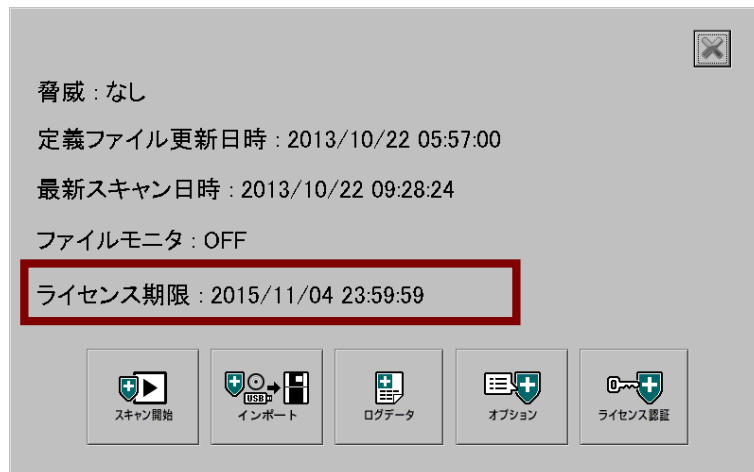 脅威 : なし
定義ファイル更新日時 : 2013/10/22 05:57:00
最新スキャン日時 : 2013/10/22 09:28:24
ファイルモニタ : OFF
ライセンス期限 : 2015/11/04 23:59:59
USB
スキャン開始
インポート
ログデータ
オプション
ライセンス認証